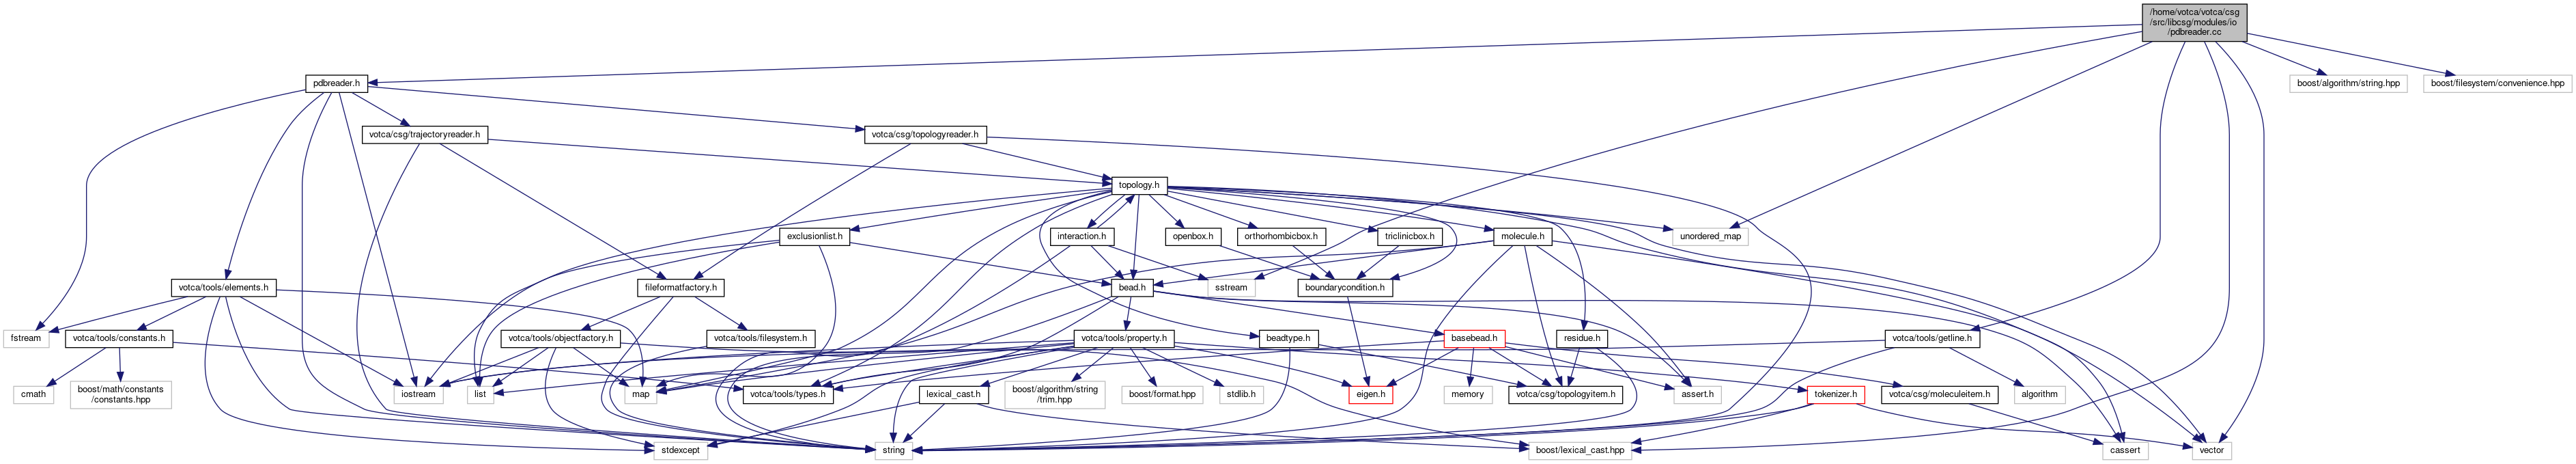 /home/votca/votca/csg
/src/libcsg/modules/io
/pdbreader.cc
pdbreader.h
boost/algorithm/string.hpp
boost/filesystem/convenience.hpp
votca/csg/trajectoryreader.h
votca/csg/topologyreader.h
topology.h
exclusionlist.h
interaction.h
openbox.h
orthorhombicbox.h
triclinicbox.h
molecule.h
unordered_map
votca/tools/elements.h
fileformatfactory.h
bead.h
sstream
boundarycondition.h
fstream
votca/tools/constants.h
votca/tools/objectfactory.h
votca/tools/filesystem.h
votca/tools/property.h
beadtype.h
basebead.h
residue.h
votca/tools/getline.h
cmath
boost/math/constants
/constants.hpp
iostream
list
map
votca/tools/types.h
lexical_cast.h
boost/algorithm/string
/trim.hpp
boost/format.hpp
stdlib.h
eigen.h
memory
votca/csg/topologyitem.h
assert.h
tokenizer.h
votca/csg/moleculeitem.h
algorithm
stdexcept
string
boost/lexical_cast.hpp
cassert
vector